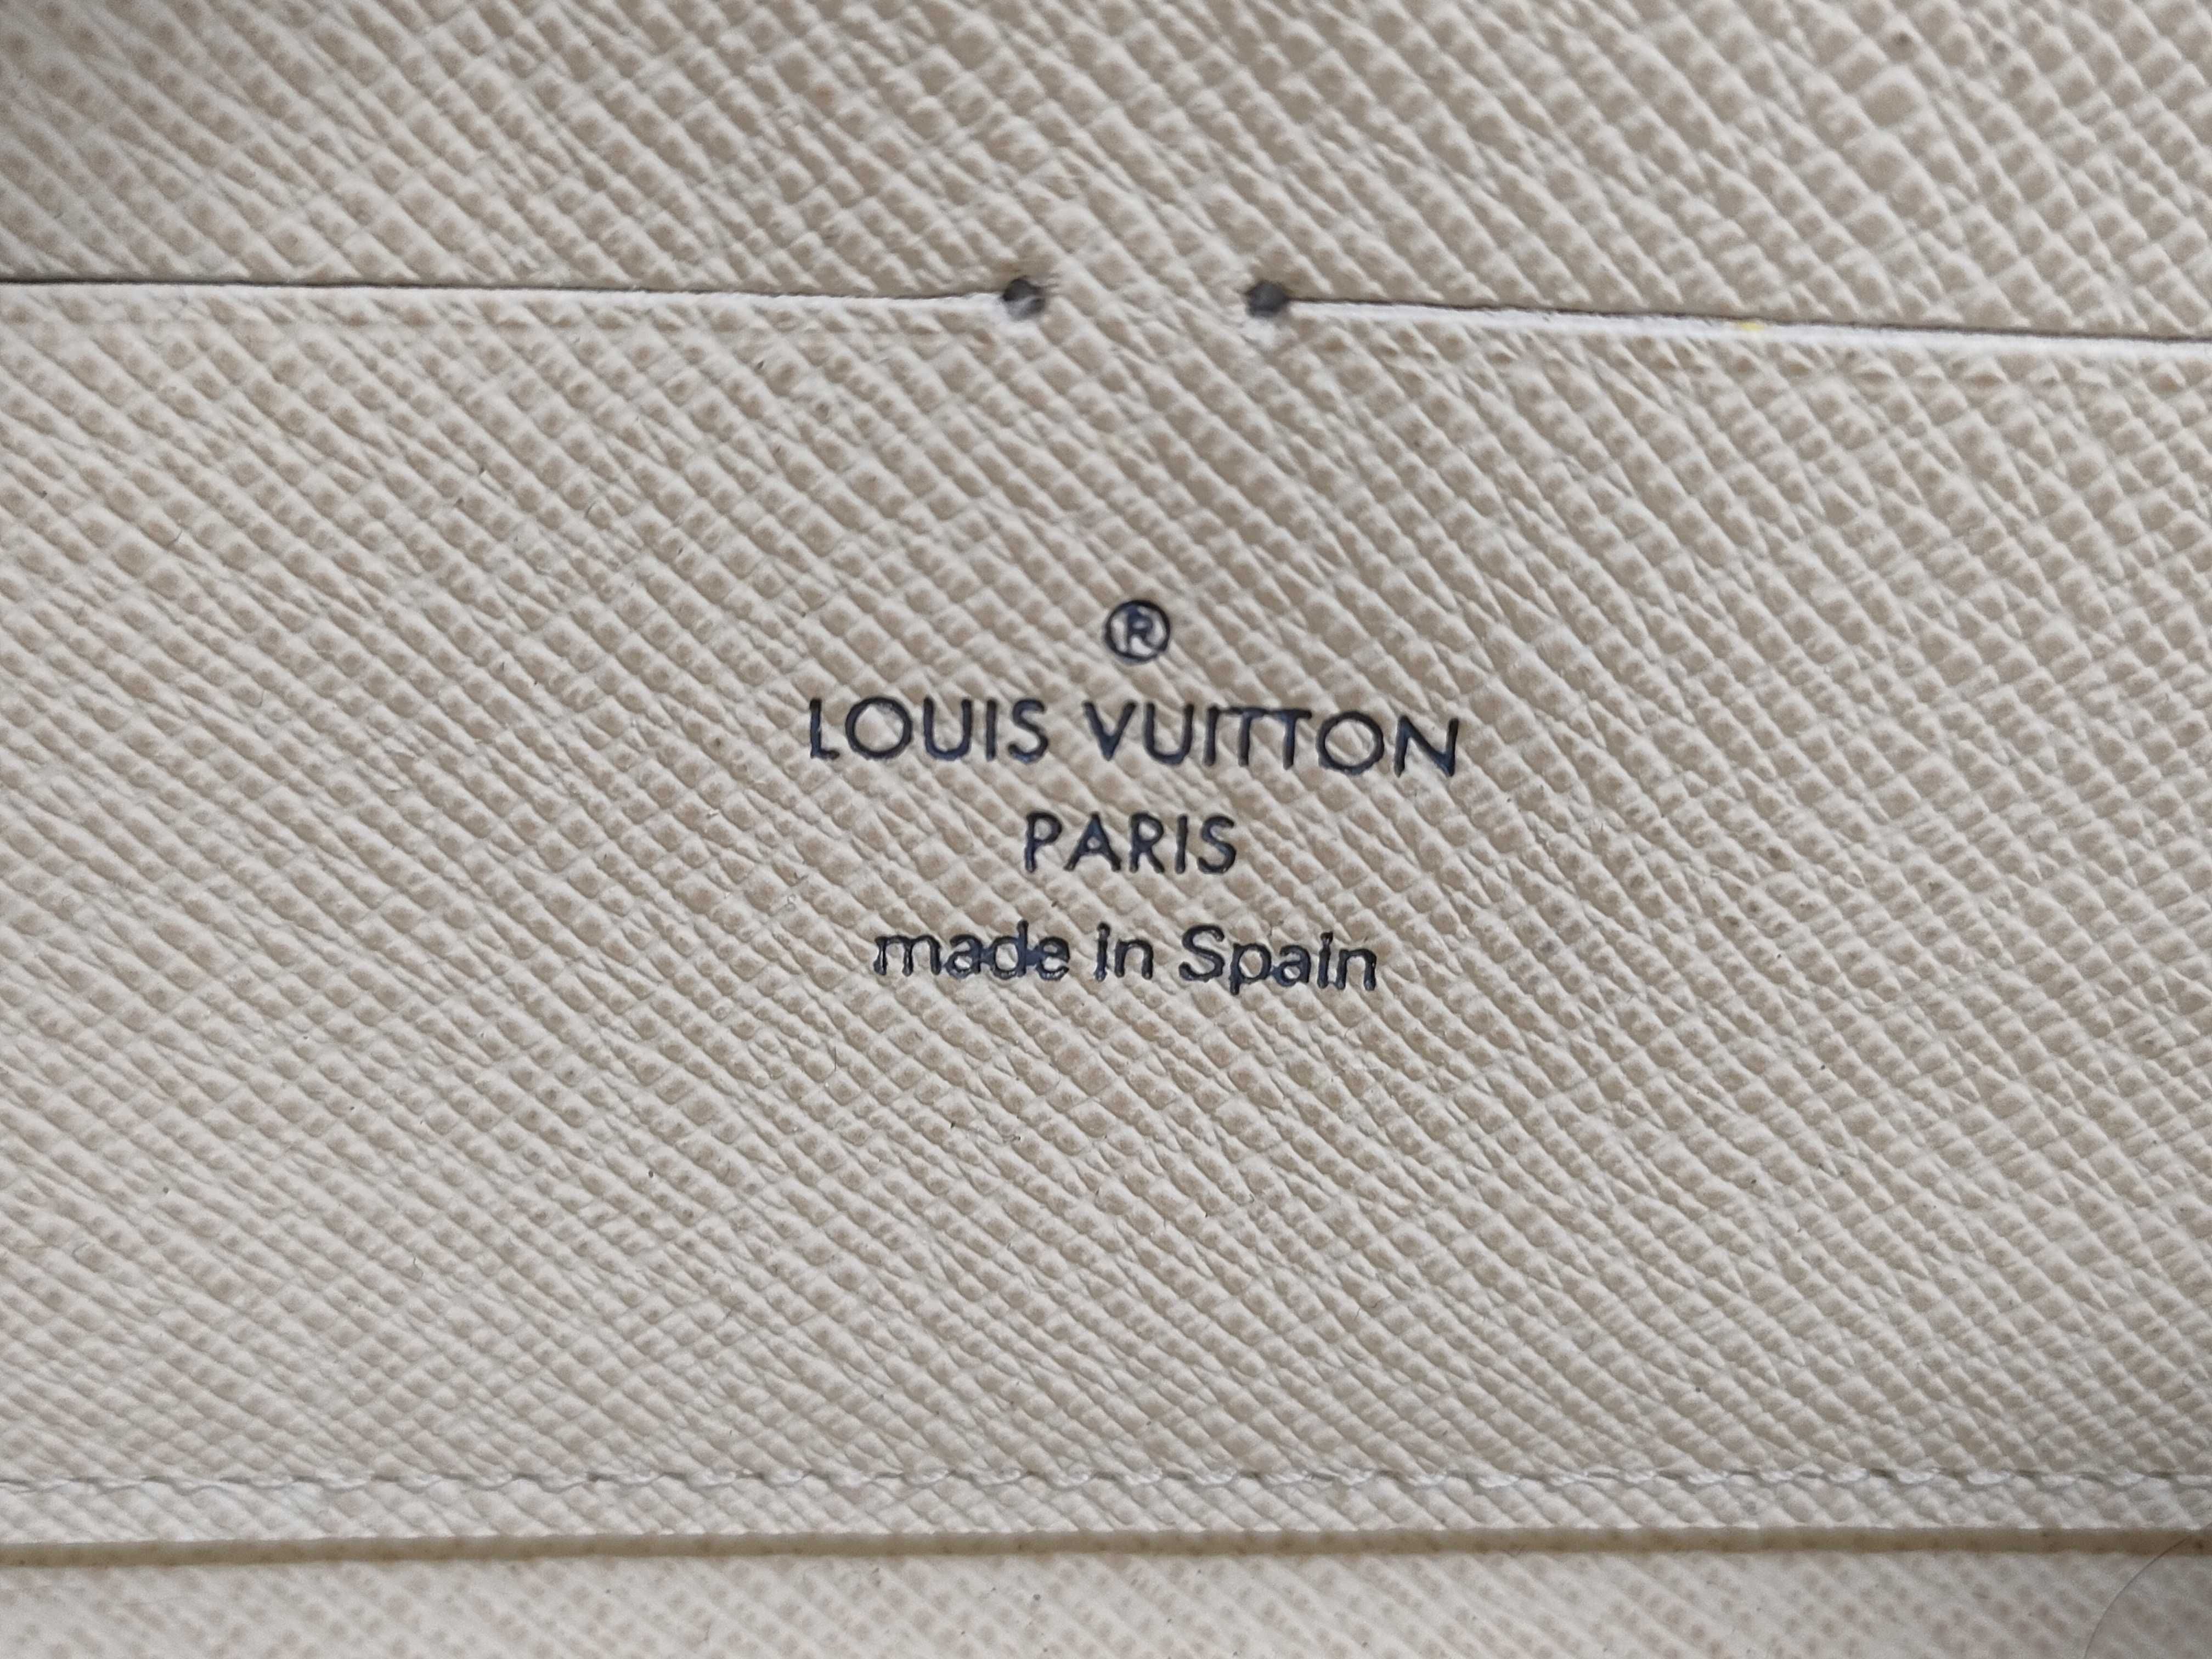 ®
LOUIS VUITTON
PARIS
made in Spain